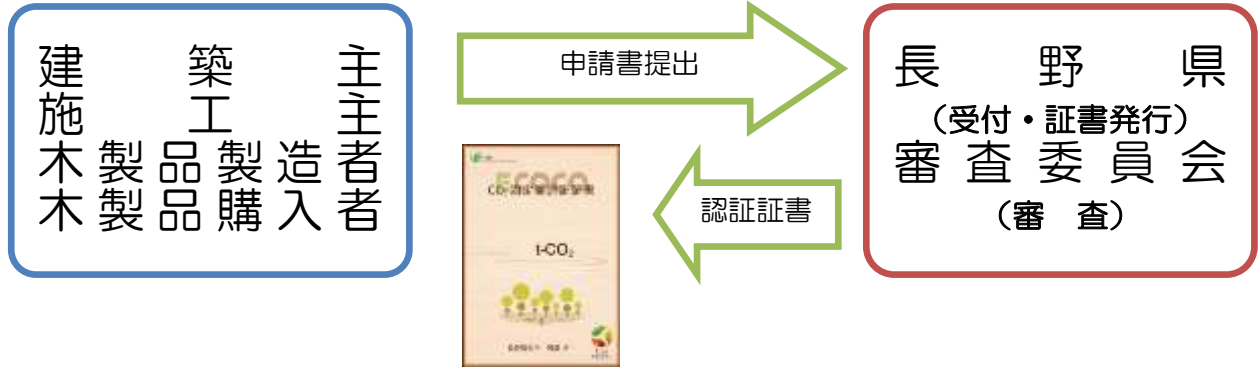 建築主
施工主
木製品製造者
木製品購入者
申請書提出
認証証書
t-CO₂
長野県
（受付・証書発行）
審査委員会
（審　査）